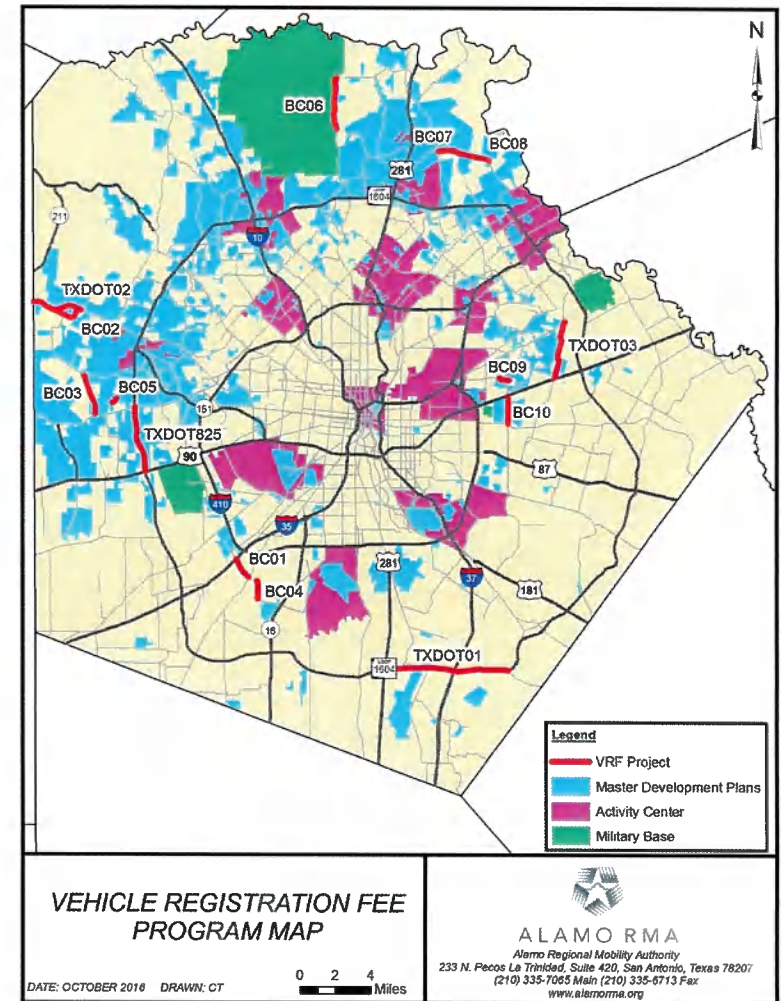 N
BC06
BC07
BC08
281
LOOP
1604
211
10
TXDOT02
BC02
TXDOT03
BC03
BC05
BC09
151
BC10
TXDOT825
90
87
410
35
BC01
281
BC04
37
181
16
TXDOT01
LOOP
1604
Legend
VRF Project
Master Development Plans
Activity Center
Military Base
VEHICLE REGISTRATION FEE
PROGRAM MAP
DATE: OCTOBER 2016 DRAWN: CT
0 2 4
Miles
ALAMO RMA
Alamo Regional Mobility Authority
233 N. Pecos La Trinidad, Suite 420, San Antonio, Texas 78207
(210) 335-7065 Main (210) 335-6713 Fax
www.alamorma.org